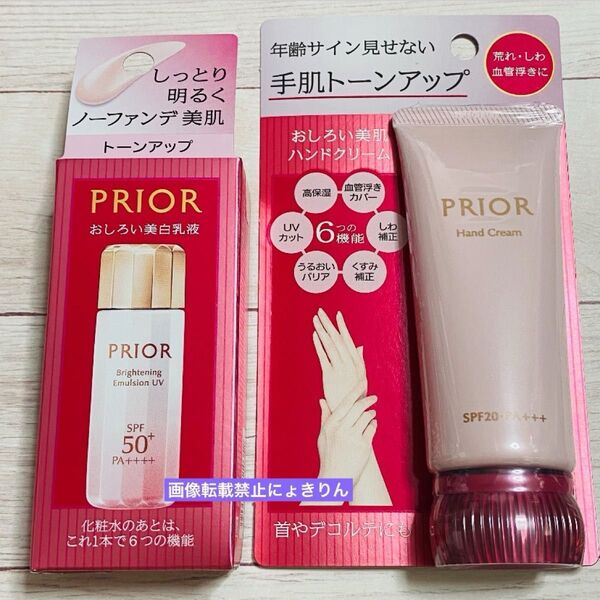 しっとり
明るく
ノーファンデ 美肌
トーンアップ
PRIOR
おしろい美白乳液
PRIOR
Brightening
Emulsion UV
SPF
50+
PA++++
化粧水のあとは、
これ1本で6つの機能
年齢サイン見せない
手肌トーンアップ
荒れ・しわ
血管浮きに
おしろい美肌
ハンドクリーム
高保湿
血管浮き
カバー
UV
カット
6つの
機能
しわ
補正
うるおい
バリア
くすみ
補正
首やデコルテにも
PRIOR
Hand Cream
SPF20・PA+++
画像転載禁止にょきりん